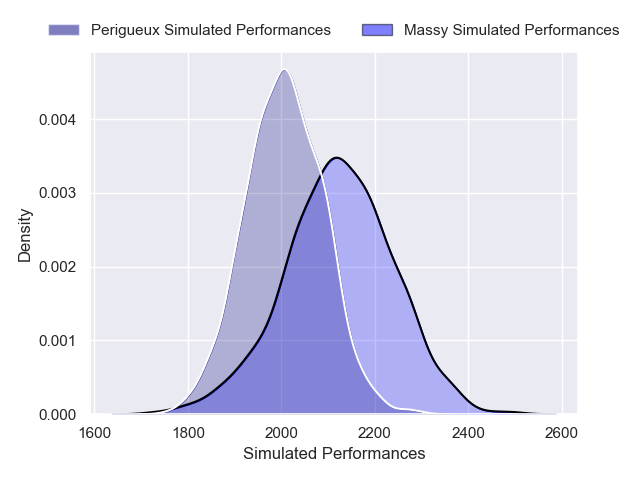 Perigueux Simulated Performances
Massy Simulated Performances
0.004
0.003
0.002
0.001
0.000
Density
1600 1800 2000 2200 2400 2600
Simulated Performances